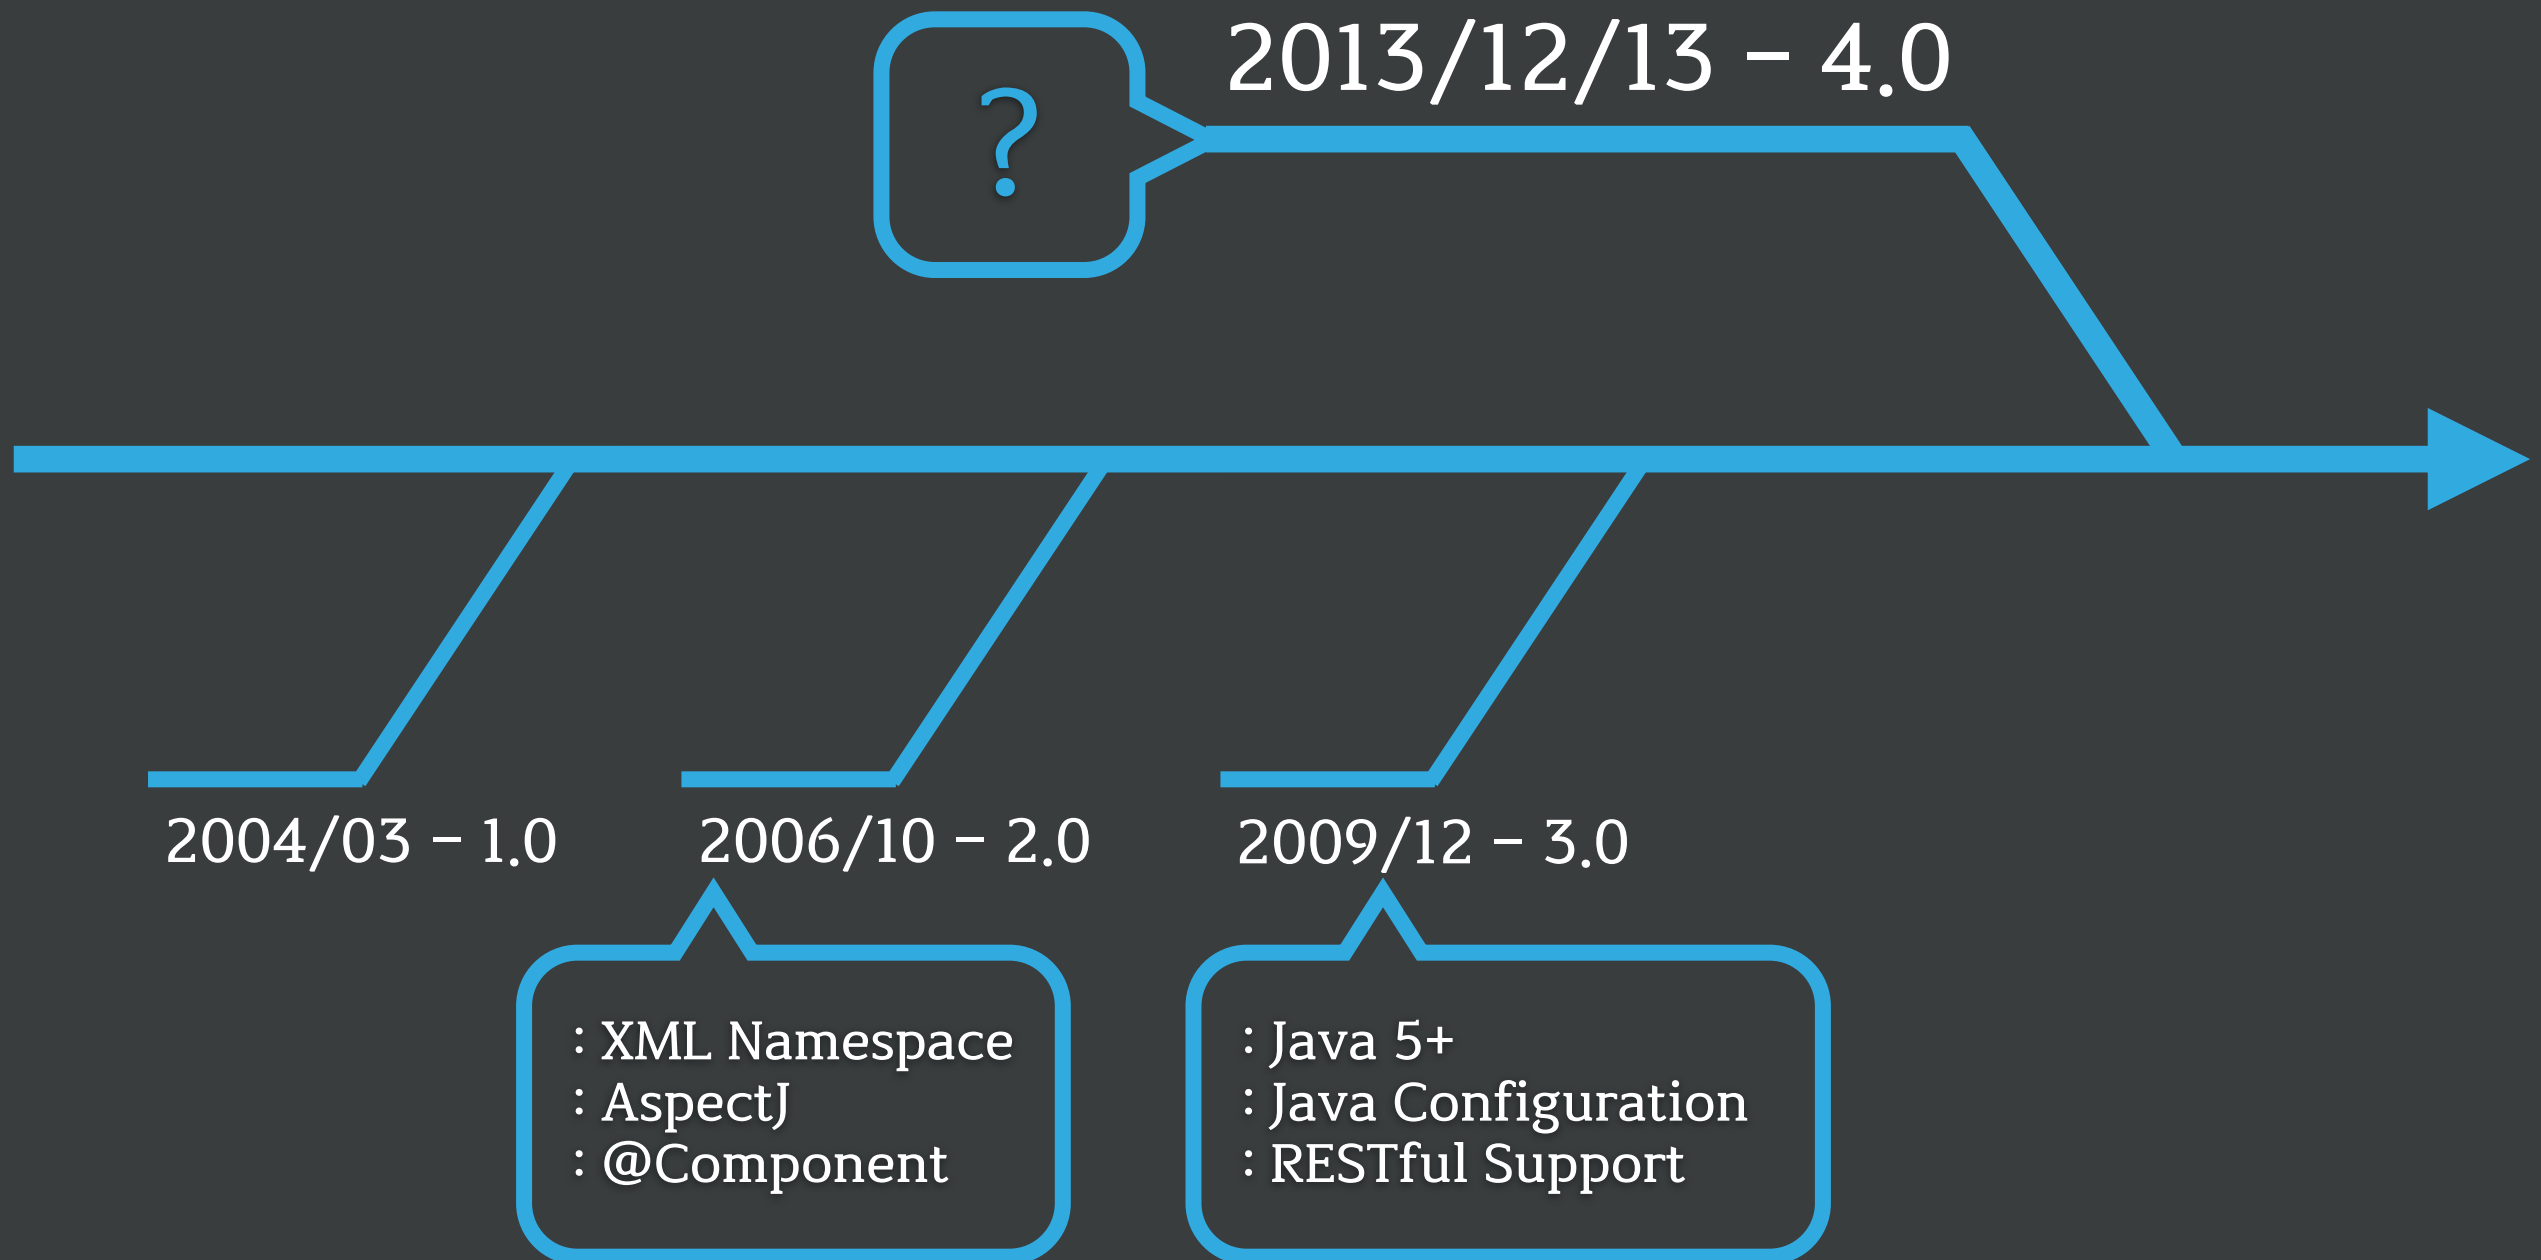 ?
2013/12/13 - 4.0
2004/03 - 1.0
2006/10 - 2.0
2009/12 - 3.0
: XML Namespace
: AspectJ
: @Component
: Java 5+
: Java Configuration
: RESTful Support